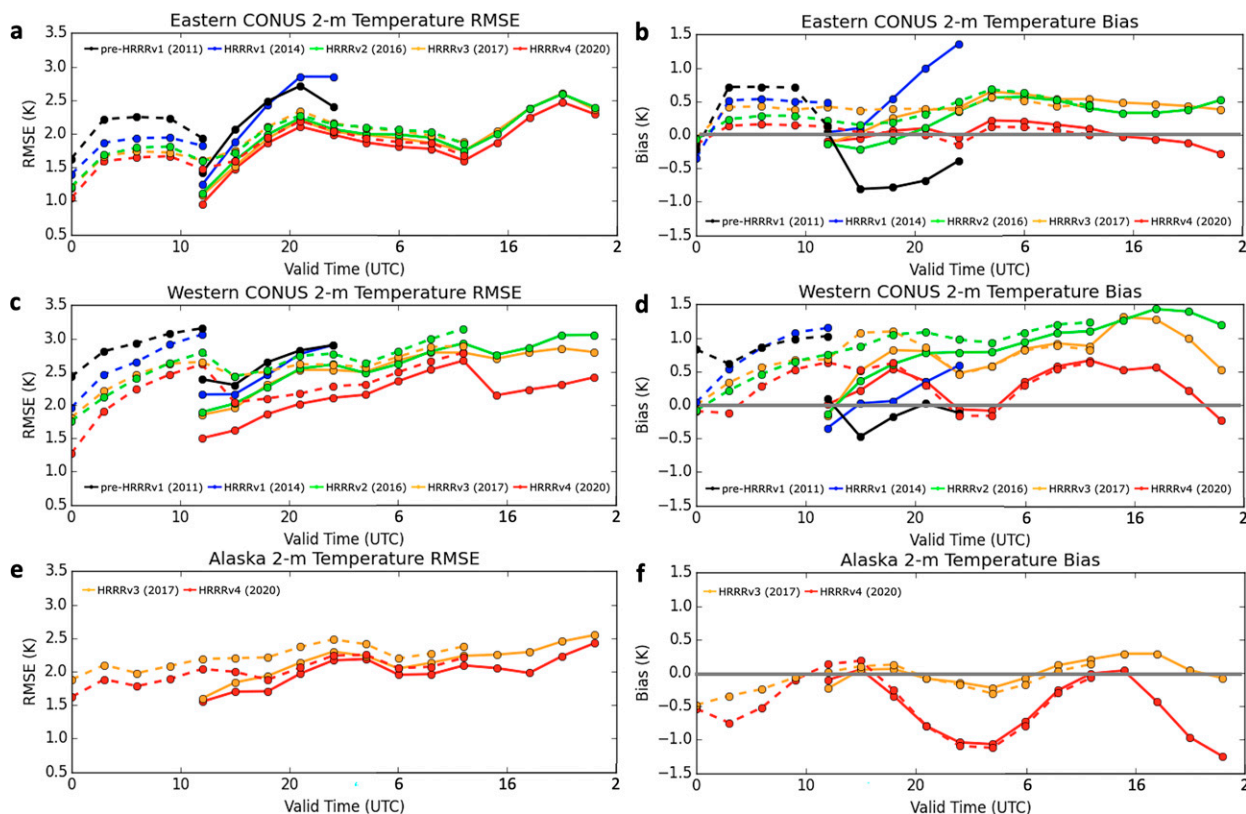 a
Eastern CONUS 2-m Temperature RMSE
3.5
3.0
2.5
2.0
1.5
1.0
0.5
RMSE (K)
pre-HRRRv1 (2011) HRRRv1 (2014) HRRRv2 (2016) HRRRv3 (2017) HRRRv4 (2020)
0 10 20 6 16 2
Valid Time (UTC)
b
Eastern CONUS 2-m Temperature Bias
1.5
1.0
0.5
0.0
−0.5
−1.0
−1.5
Bias (K)
pre-HRRRv1 (2011) HRRRv1 (2014) HRRRv2 (2016) HRRRv3 (2017) HRRRv4 (2020)
0 10 20 6 16 2
Valid Time (UTC)
c
Western CONUS 2-m Temperature RMSE
3.5
3.0
2.5
2.0
1.5
1.0
0.5
RMSE (K)
pre-HRRRv1 (2011) HRRRv1 (2014) HRRRv2 (2016) HRRRv3 (2017) HRRRv4 (2020)
0 10 20 6 16 2
Valid Time (UTC)
d
Western CONUS 2-m Temperature Bias
1.5
1.0
0.5
0.0
−0.5
−1.0
−1.5
Bias (K)
pre-HRRRv1 (2011) HRRRv1 (2014) HRRRv2 (2016) HRRRv3 (2017) HRRRv4 (2020)
0 10 20 6 16 2
Valid Time (UTC)
e
Alaska 2-m Temperature RMSE
3.5
3.0
2.5
2.0
1.5
1.0
0.5
RMSE (K)
HRRRv3 (2017) HRRRv4 (2020)
0 10 20 6 16 2
Valid Time (UTC)
f
Alaska 2-m Temperature Bias
1.5
1.0
0.5
0.0
−0.5
−1.0
−1.5
Bias (K)
HRRRv3 (2017) HRRRv4 (2020)
0 10 20 6 16 2
Valid Time (UTC)